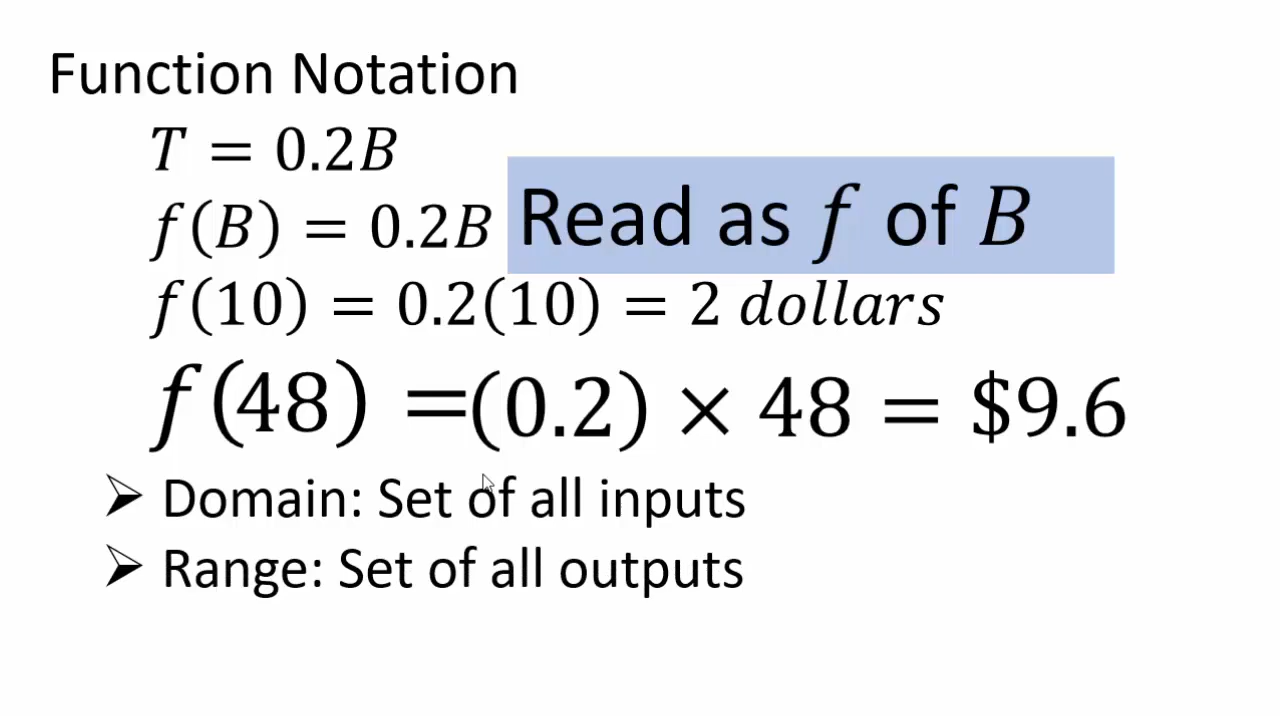 Function Notation
T = 0.2B
f(B) = 0.2B
Read as f of B
f(10) = 0.2(10) = 2 dollars
f(48) =(0.2) × 48 = $9.6
➢ Domain: Set of all inputs
➢ Range: Set of all outputs